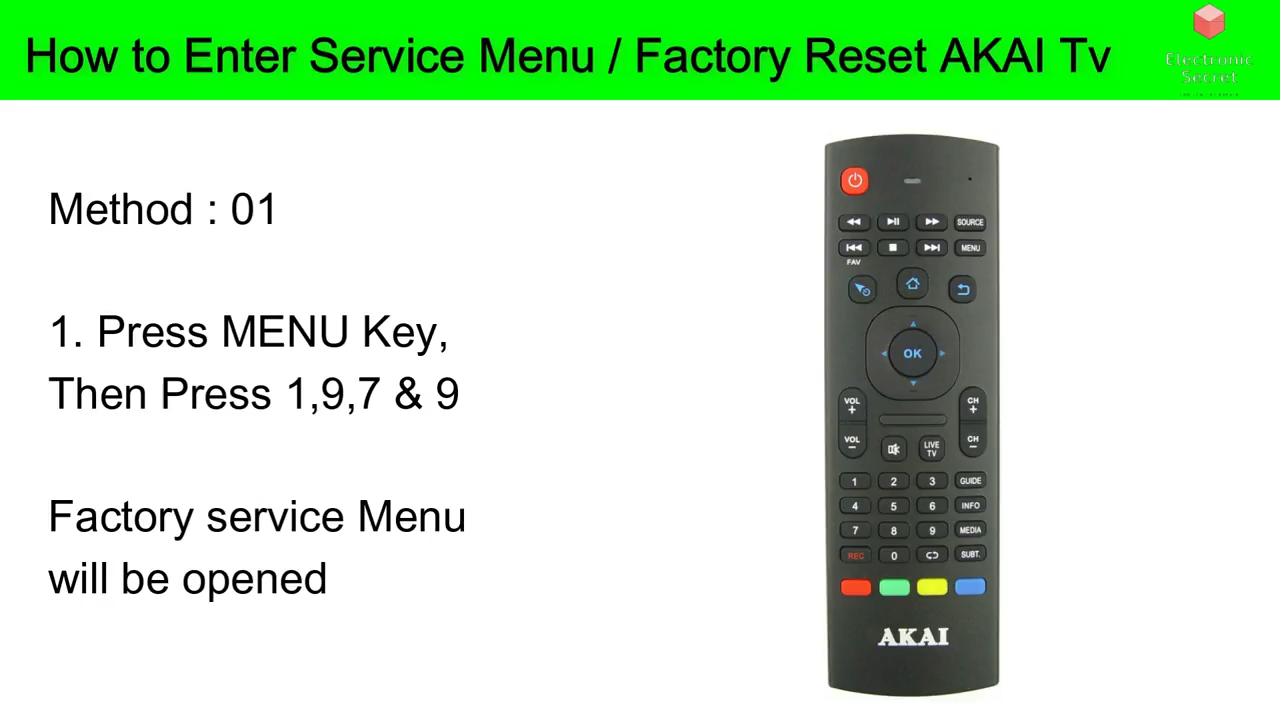 How to Enter Service Menu / Factory Reset AKAI Tv
Electronic
Secret
Method : 01
1. Press MENU Key,
Then Press 1,9,7 & 9
Factory service Menu
will be opened
SOURCE
MENU
FAV
OK
VOL
+
CH
+
VOL
−
LIVE
TV
CH
−
1 2 3 GUIDE
4 5 6 INFO
7 8 9 MEDIA
REC 0 SUBT.
AKAI